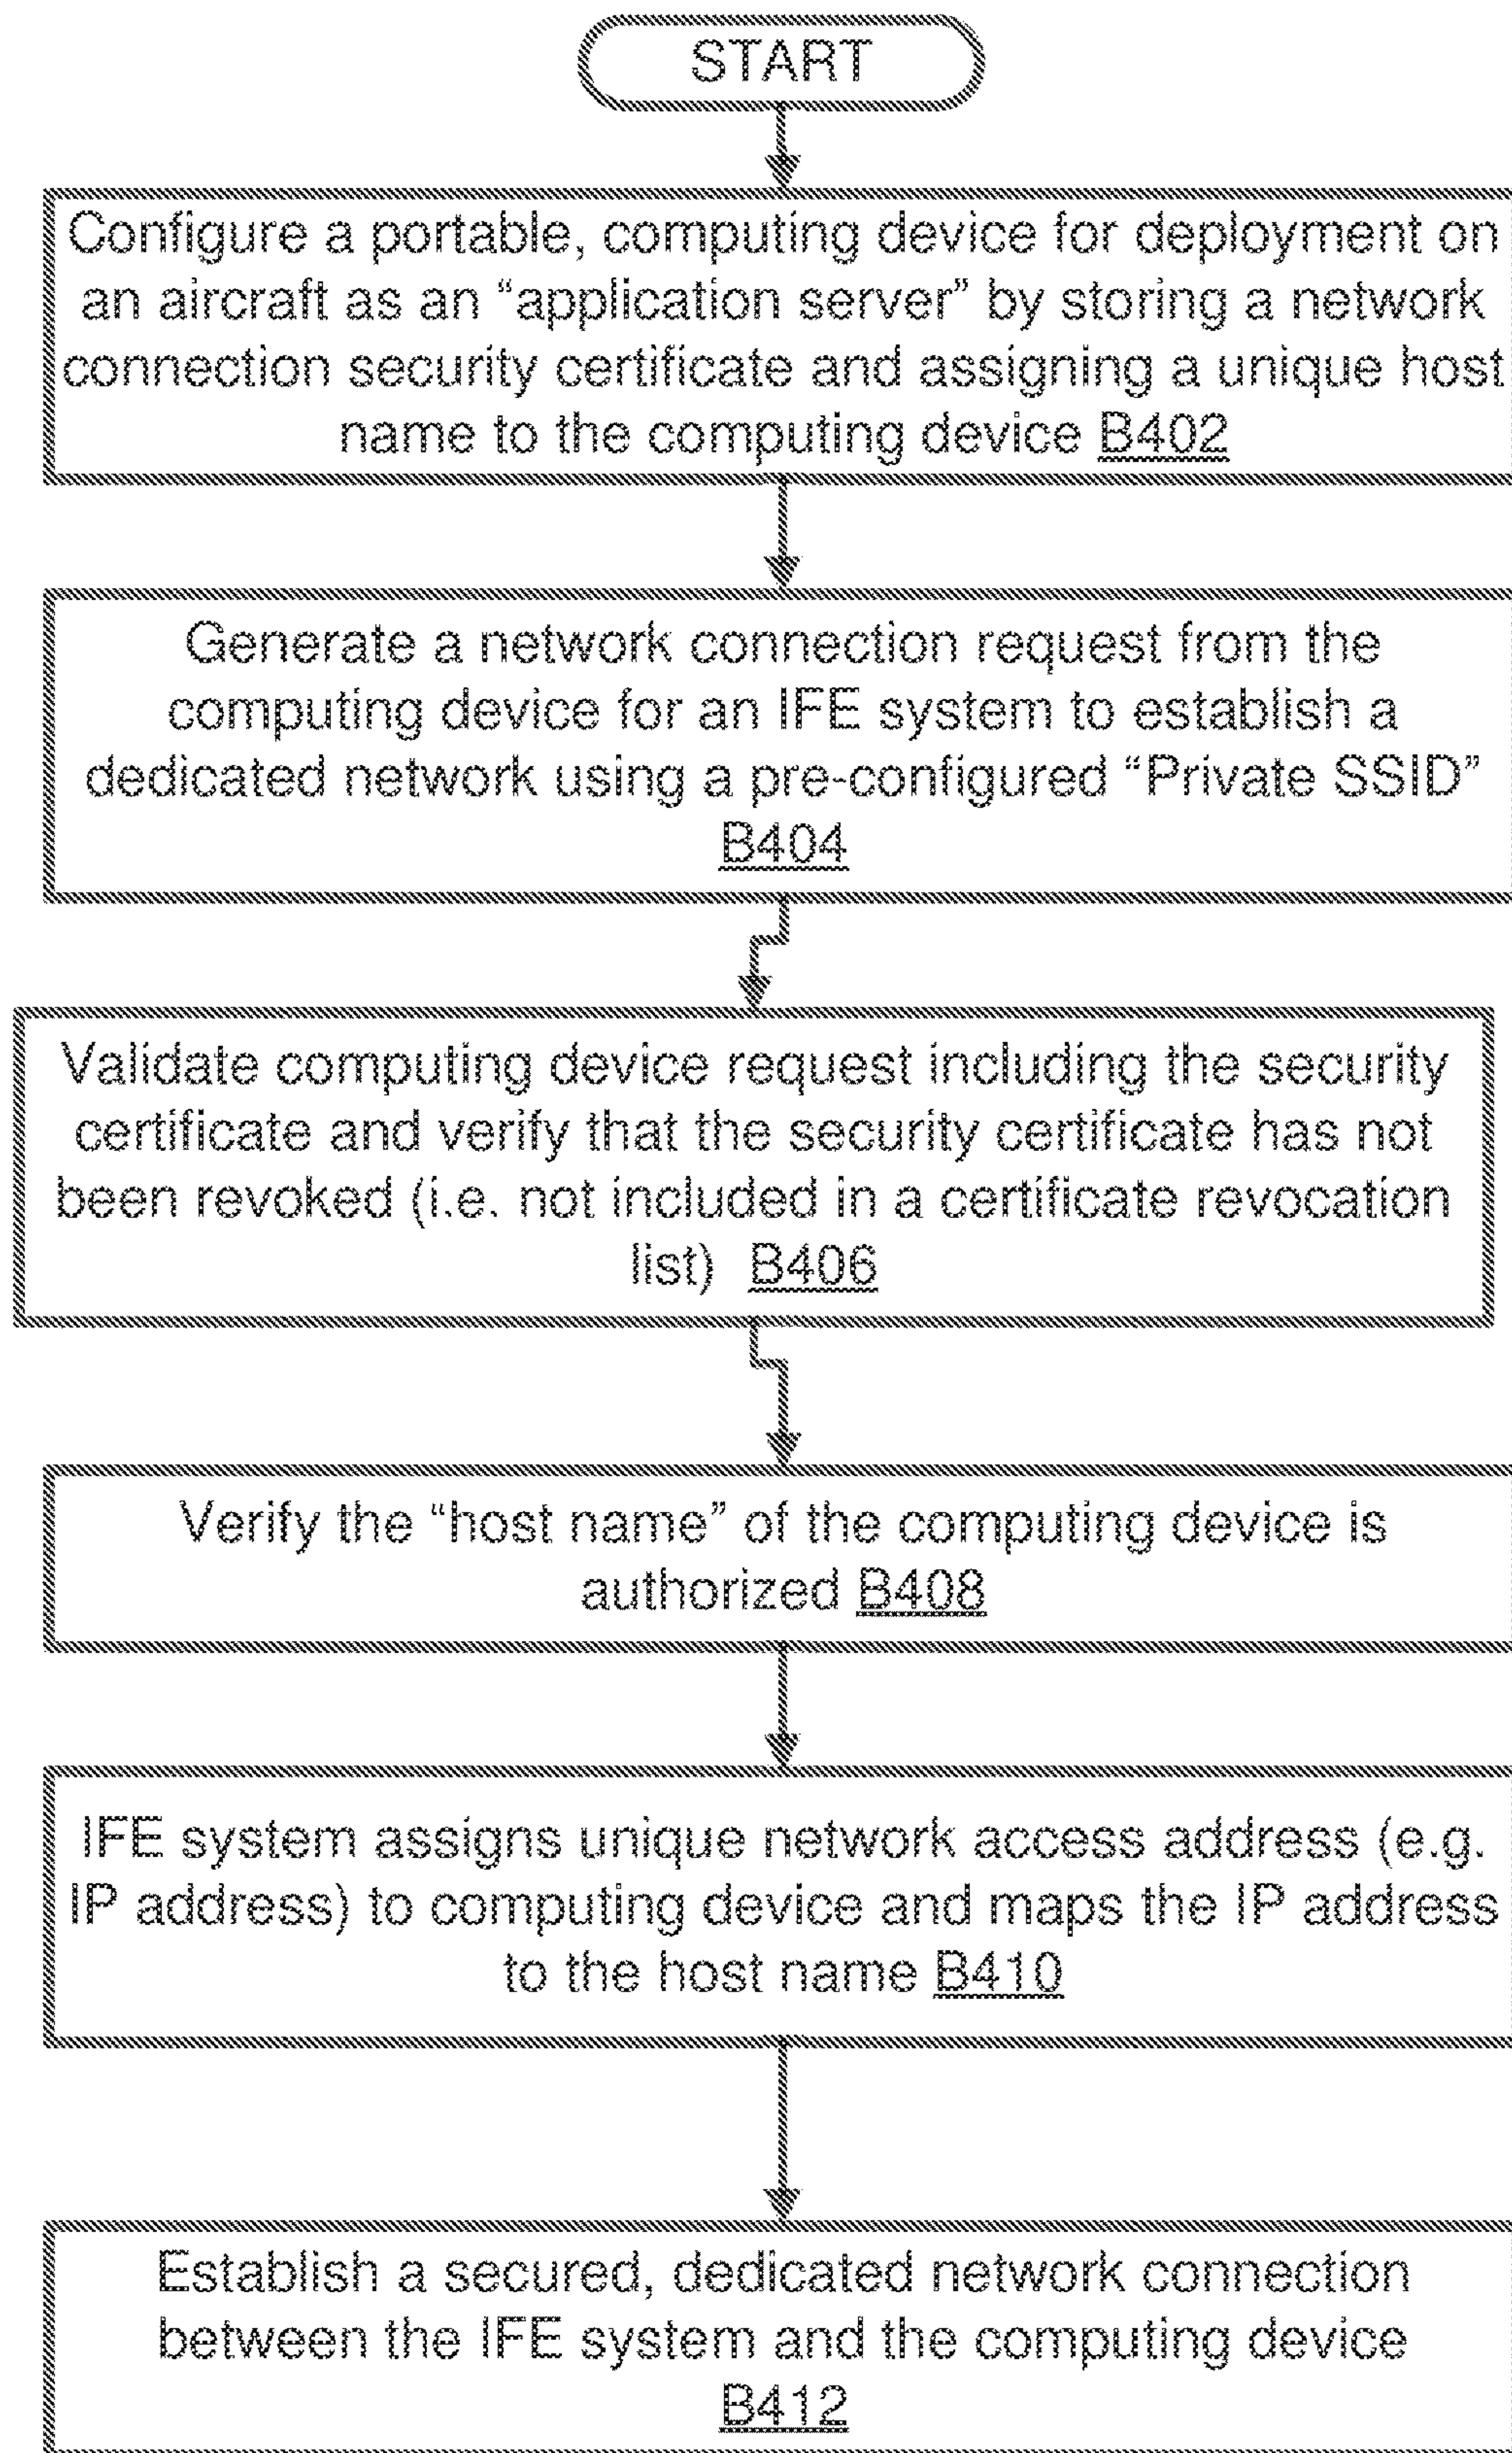 START
Configure a portable, computing device for deployment on
an aircraft as an “application server” by storing a network
connection security certificate and assigning a unique host
name to the computing device B402
Generate a network connection request from the
computing device for an IFE system to establish a
dedicated network using a pre-configured “Private SSID”
B404
Validate computing device request including the security
certificate and verify that the security certificate has not
been revoked (i.e. not included in a certificate revocation
list) B406
Verify the “host name” of the computing device is
authorized B408
IFE system assigns unique network access address (e.g.
IP address) to computing device and maps the IP address
to the host name B410
Establish a secured, dedicated network connection
between the IFE system and the computing device
B412